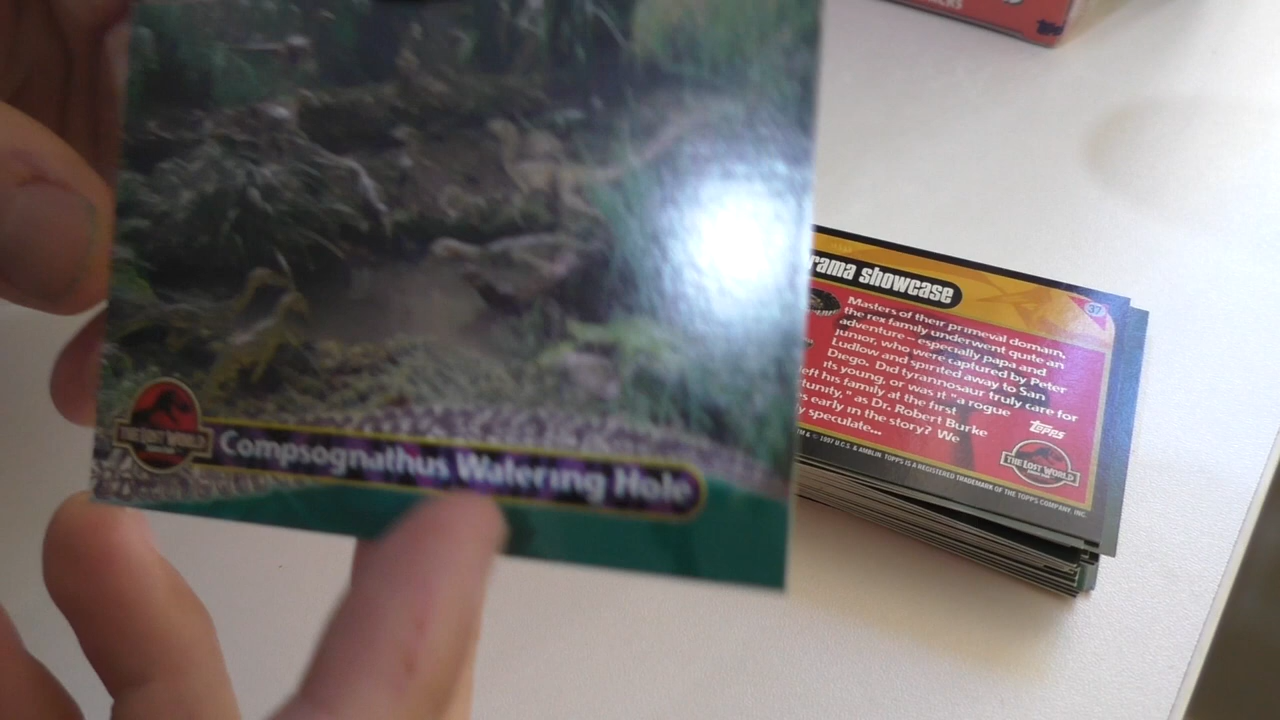 THE LOST WORLD
Compsognathus Watering Hole
rama showcase
37
Masters of their primeval domain,
the rex family underwent quite an
adventure – especially papa and
junior, who were captured by Peter
Ludlow and spirited away to San
Diego. Did tyrannosaur truly care for
its young, or was it "a rogue
eft his family at the first
tunity," as Dr. Robert Burke
es early in the story? We
y speculate...
TOPPS
THE LOST WORLD
M & © 1997 U.C.S. & AMBLIN. TOPPS IS A REGISTERED TRADEMARK OF THE TOPPS COMPANY, INC.